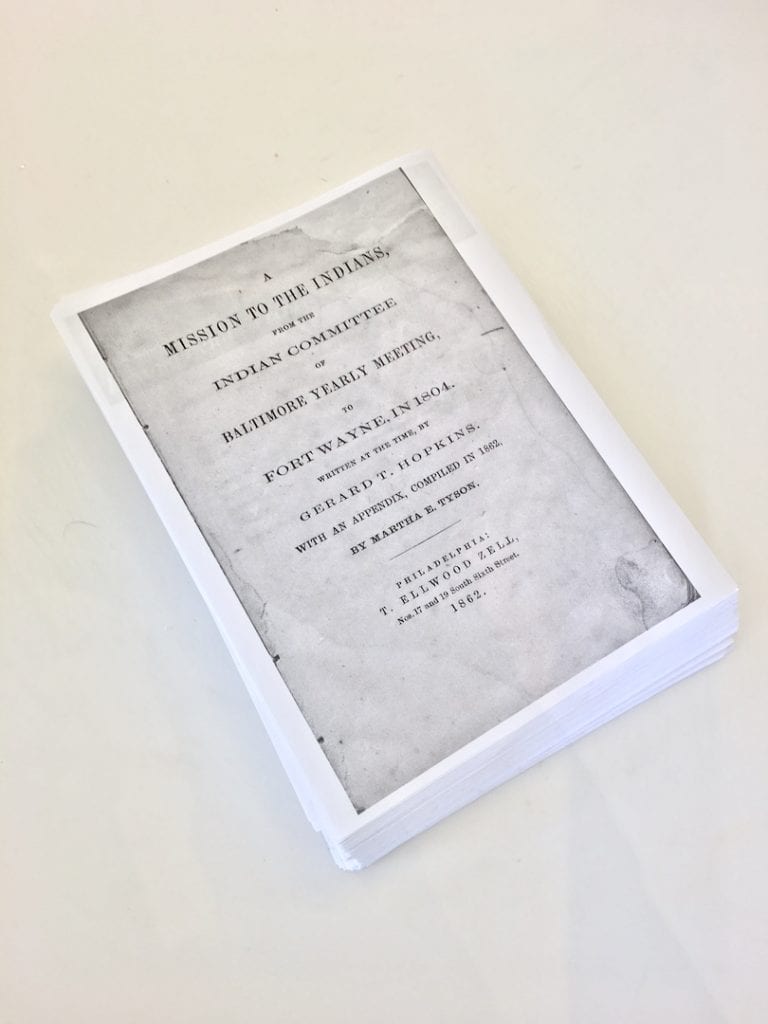 A
MISSION TO THE INDIANS,
FROM THE
INDIAN COMMITTEE
OF
BALTIMORE YEARLY MEETING,
TO
FORT WAYNE, IN 1804.
WRITTEN AT THE TIME, BY
GERARD T. HOPKINS.
WITH AN APPENDIX, COMPILED IN 1862,
BY MARTHA E. TYSON.
PHILADELPHIA:
T. ELLWOOD ZELL,
Nos. 17 and 19 South Sixth Street.
1862.